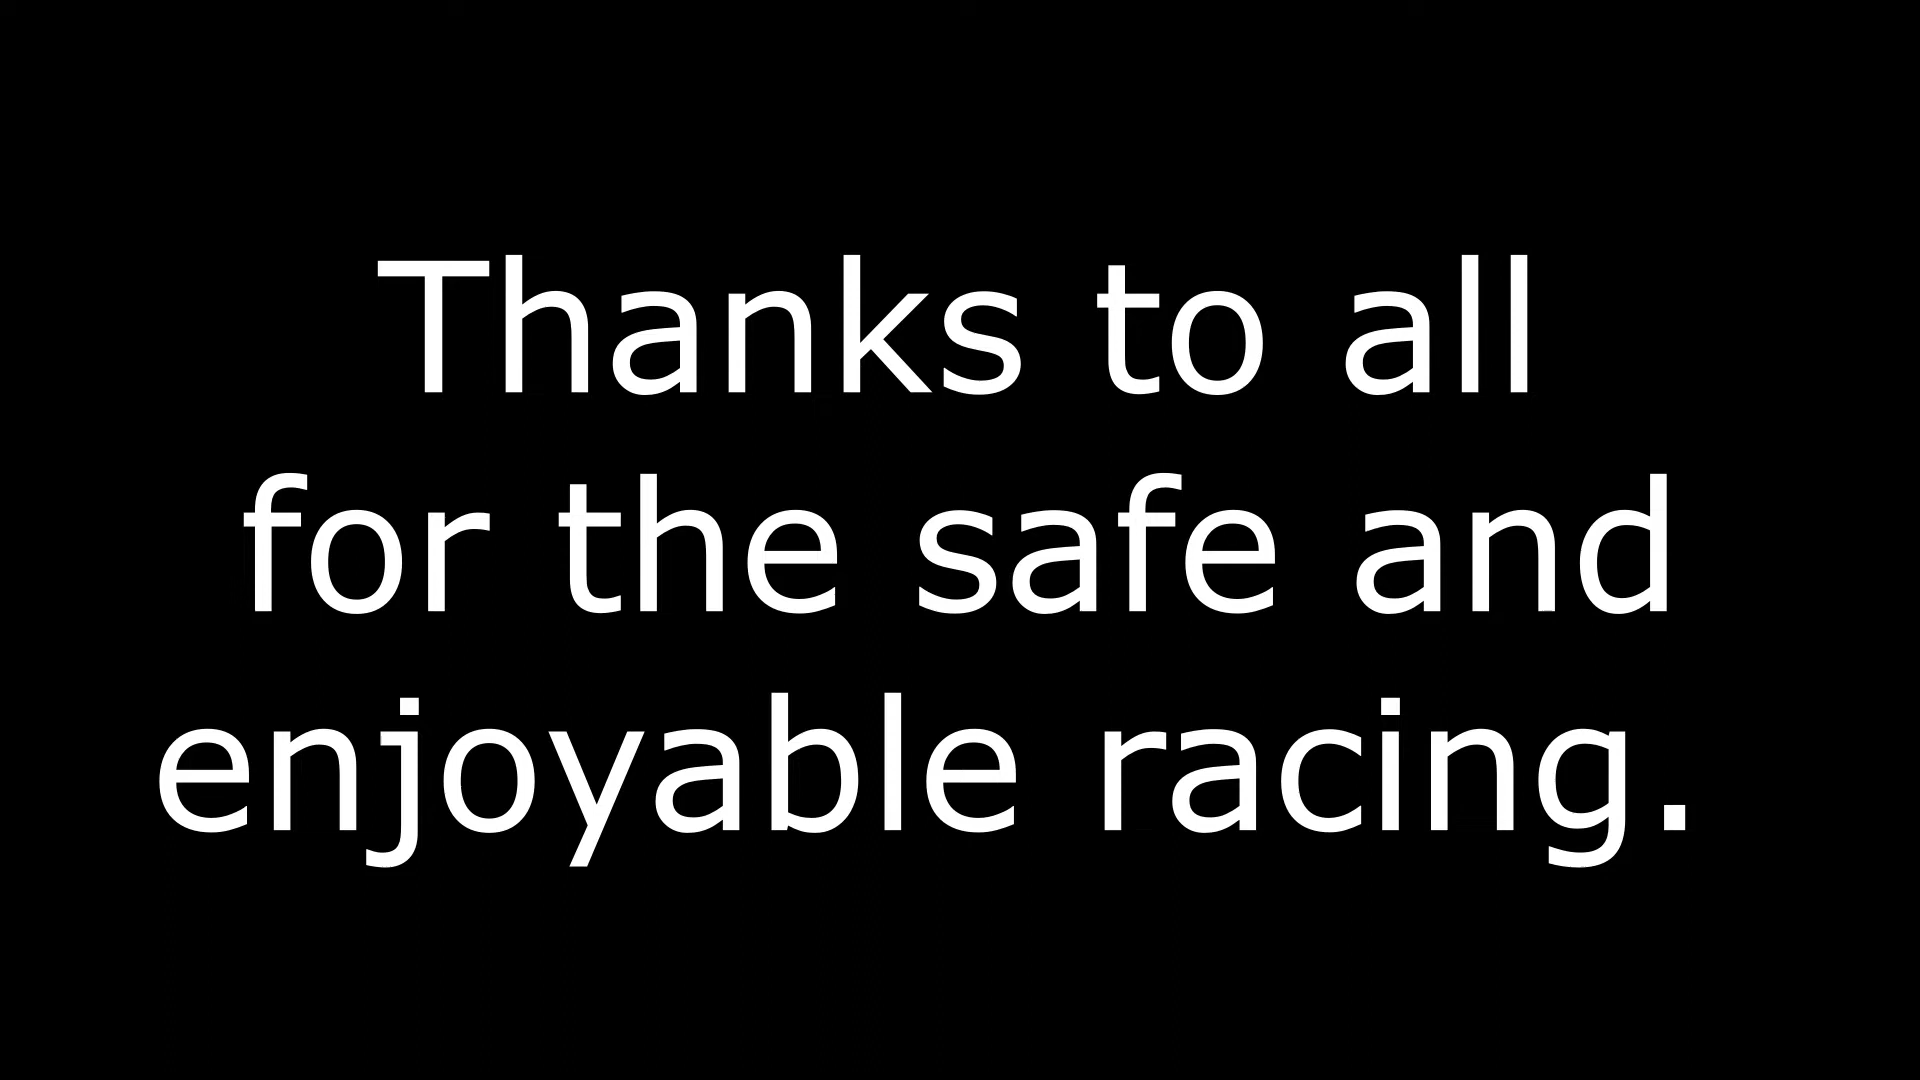 Thanks to all
for the safe and
enjoyable racing.